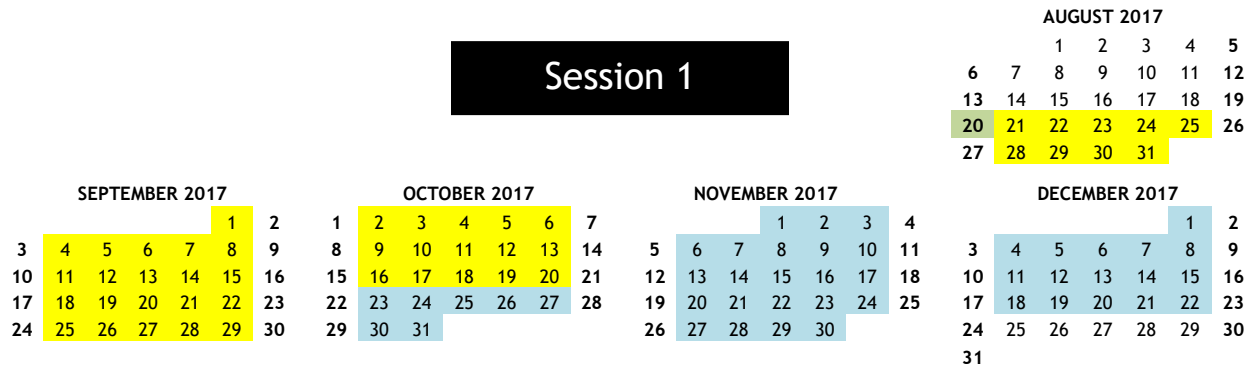 Session 1
AUGUST 2017
1 2 3 4 5
6 7 8 9 10 11 12
13 14 15 16 17 18 19
20 21 22 23 24 25 26
27 28 29 30 31
SEPTEMBER 2017
1 2
3 4 5 6 7 8 9
10 11 12 13 14 15 16
17 18 19 20 21 22 23
24 25 26 27 28 29 30
OCTOBER 2017
1 2 3 4 5 6 7
8 9 10 11 12 13 14
15 16 17 18 19 20 21
22 23 24 25 26 27 28
29 30 31
NOVEMBER 2017
1 2 3 4
5 6 7 8 9 10 11
12 13 14 15 16 17 18
19 20 21 22 23 24 25
26 27 28 29 30
DECEMBER 2017
1 2
3 4 5 6 7 8 9
10 11 12 13 14 15 16
17 18 19 20 21 22 23
24 25 26 27 28 29 30
31